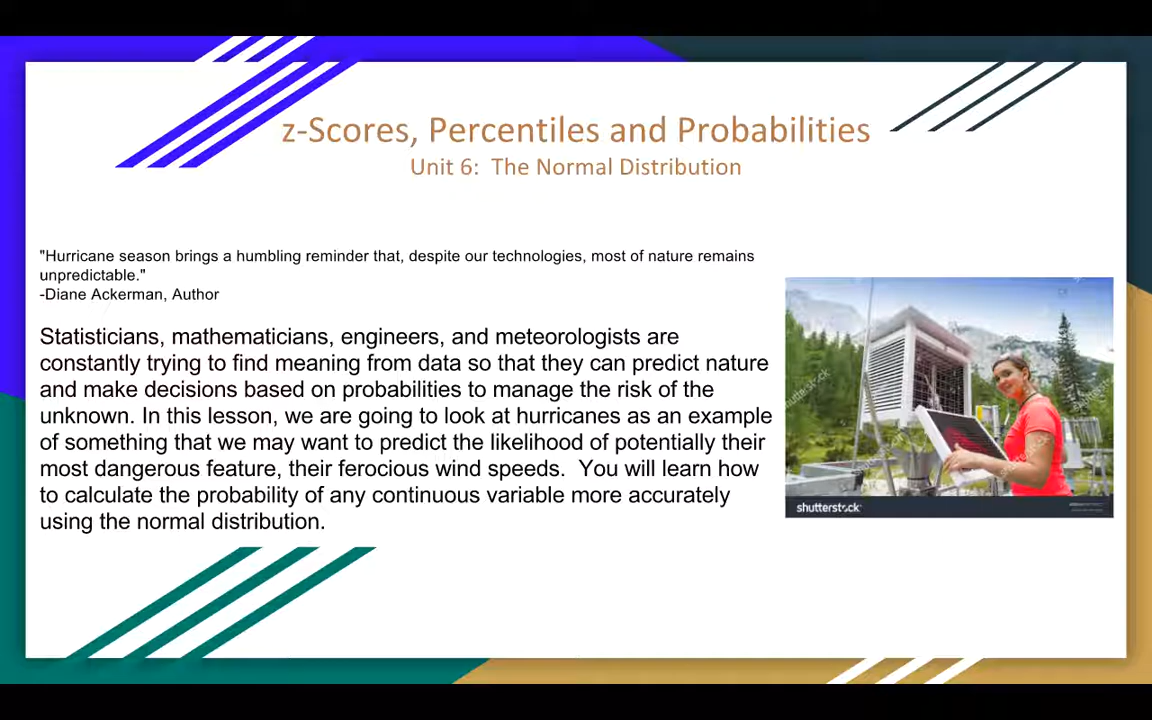 z-Scores, Percentiles and Probabilities
Unit 6:  The Normal Distribution
"Hurricane season brings a humbling reminder that, despite our technologies, most of nature remains
unpredictable."
-Diane Ackerman, Author
Statisticians, mathematicians, engineers, and meteorologists are
constantly trying to find meaning from data so that they can predict nature
and make decisions based on probabilities to manage the risk of the
unknown. In this lesson, we are going to look at hurricanes as an example
of something that we may want to predict the likelihood of potentially their
most dangerous feature, their ferocious wind speeds.  You will learn how
to calculate the probability of any continuous variable more accurately
using the normal distribution.
shutterstock